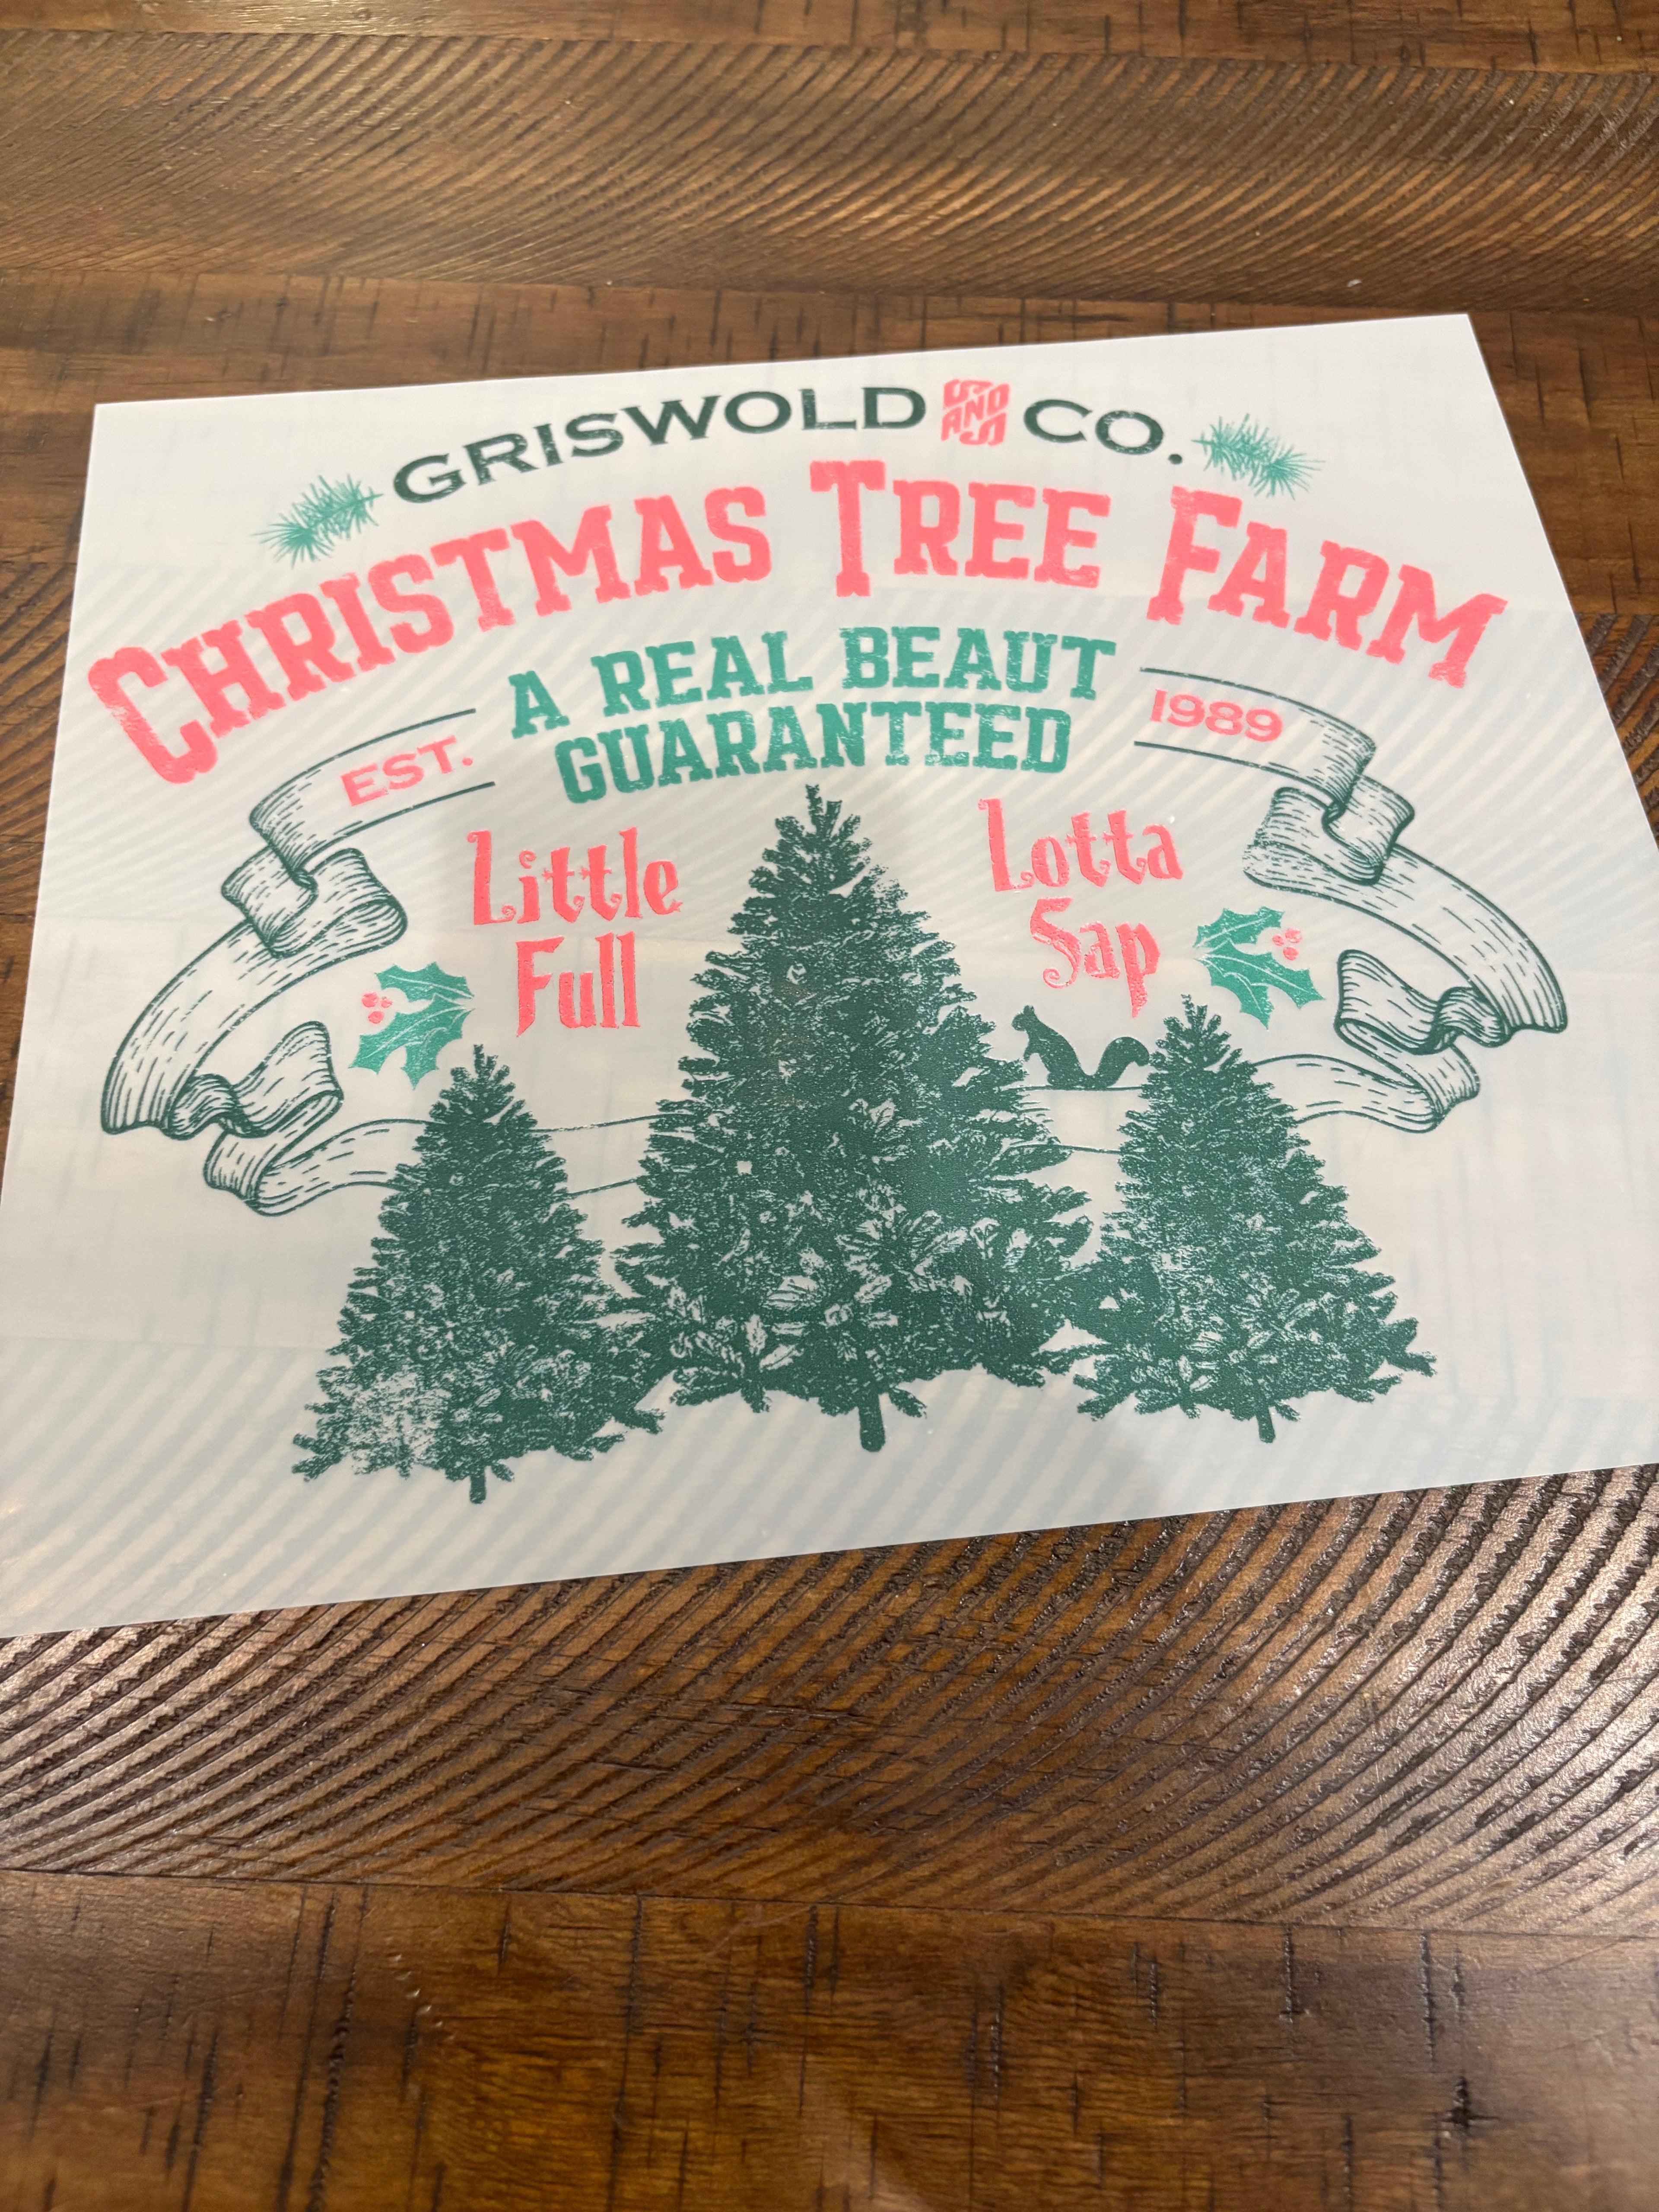 GRISWOLD AND CO.
CHRISTMAS TREE FARM
A REAL BEAUT
GUARANTEED
EST.
1989
Little
Full
Lotta
Sap